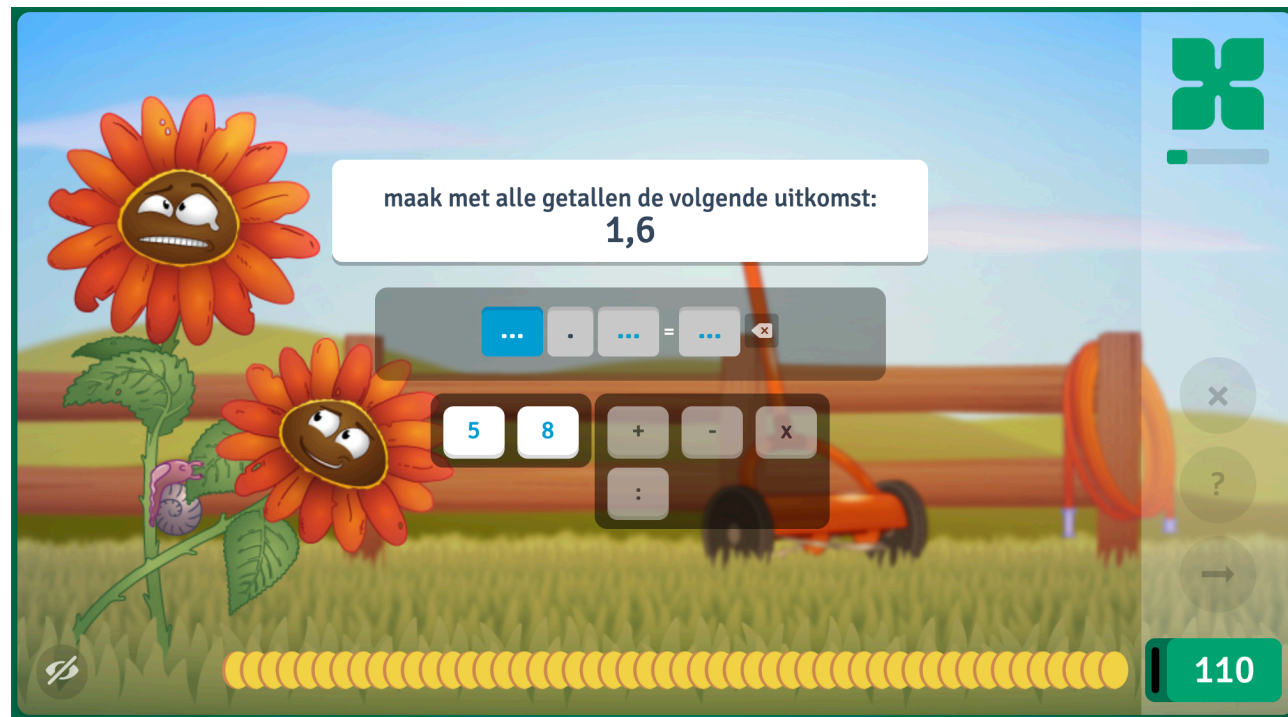 maak met alle getallen de volgende uitkomst:
1,6
... . ... = ...
5 8 + - x
:
?
110